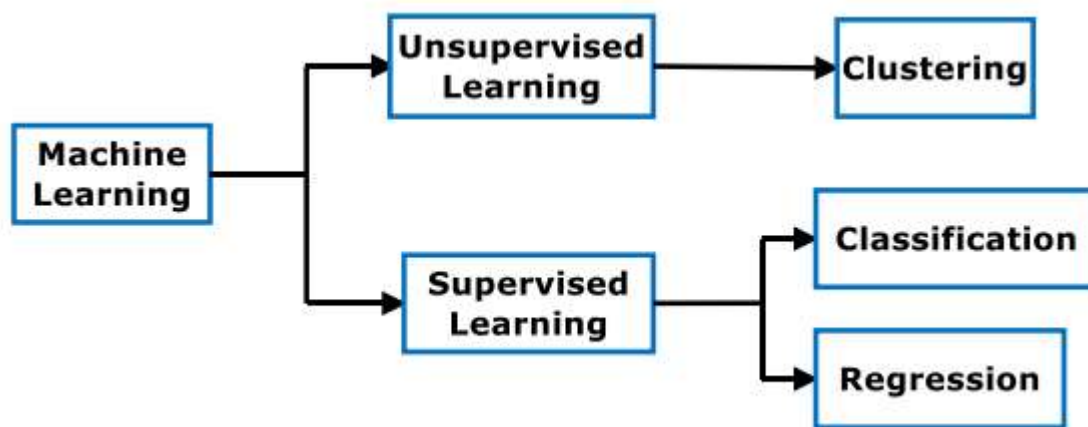 Unsupervised
Learning
Clustering
Machine
Learning
Classification
Supervised
Learning
Regression